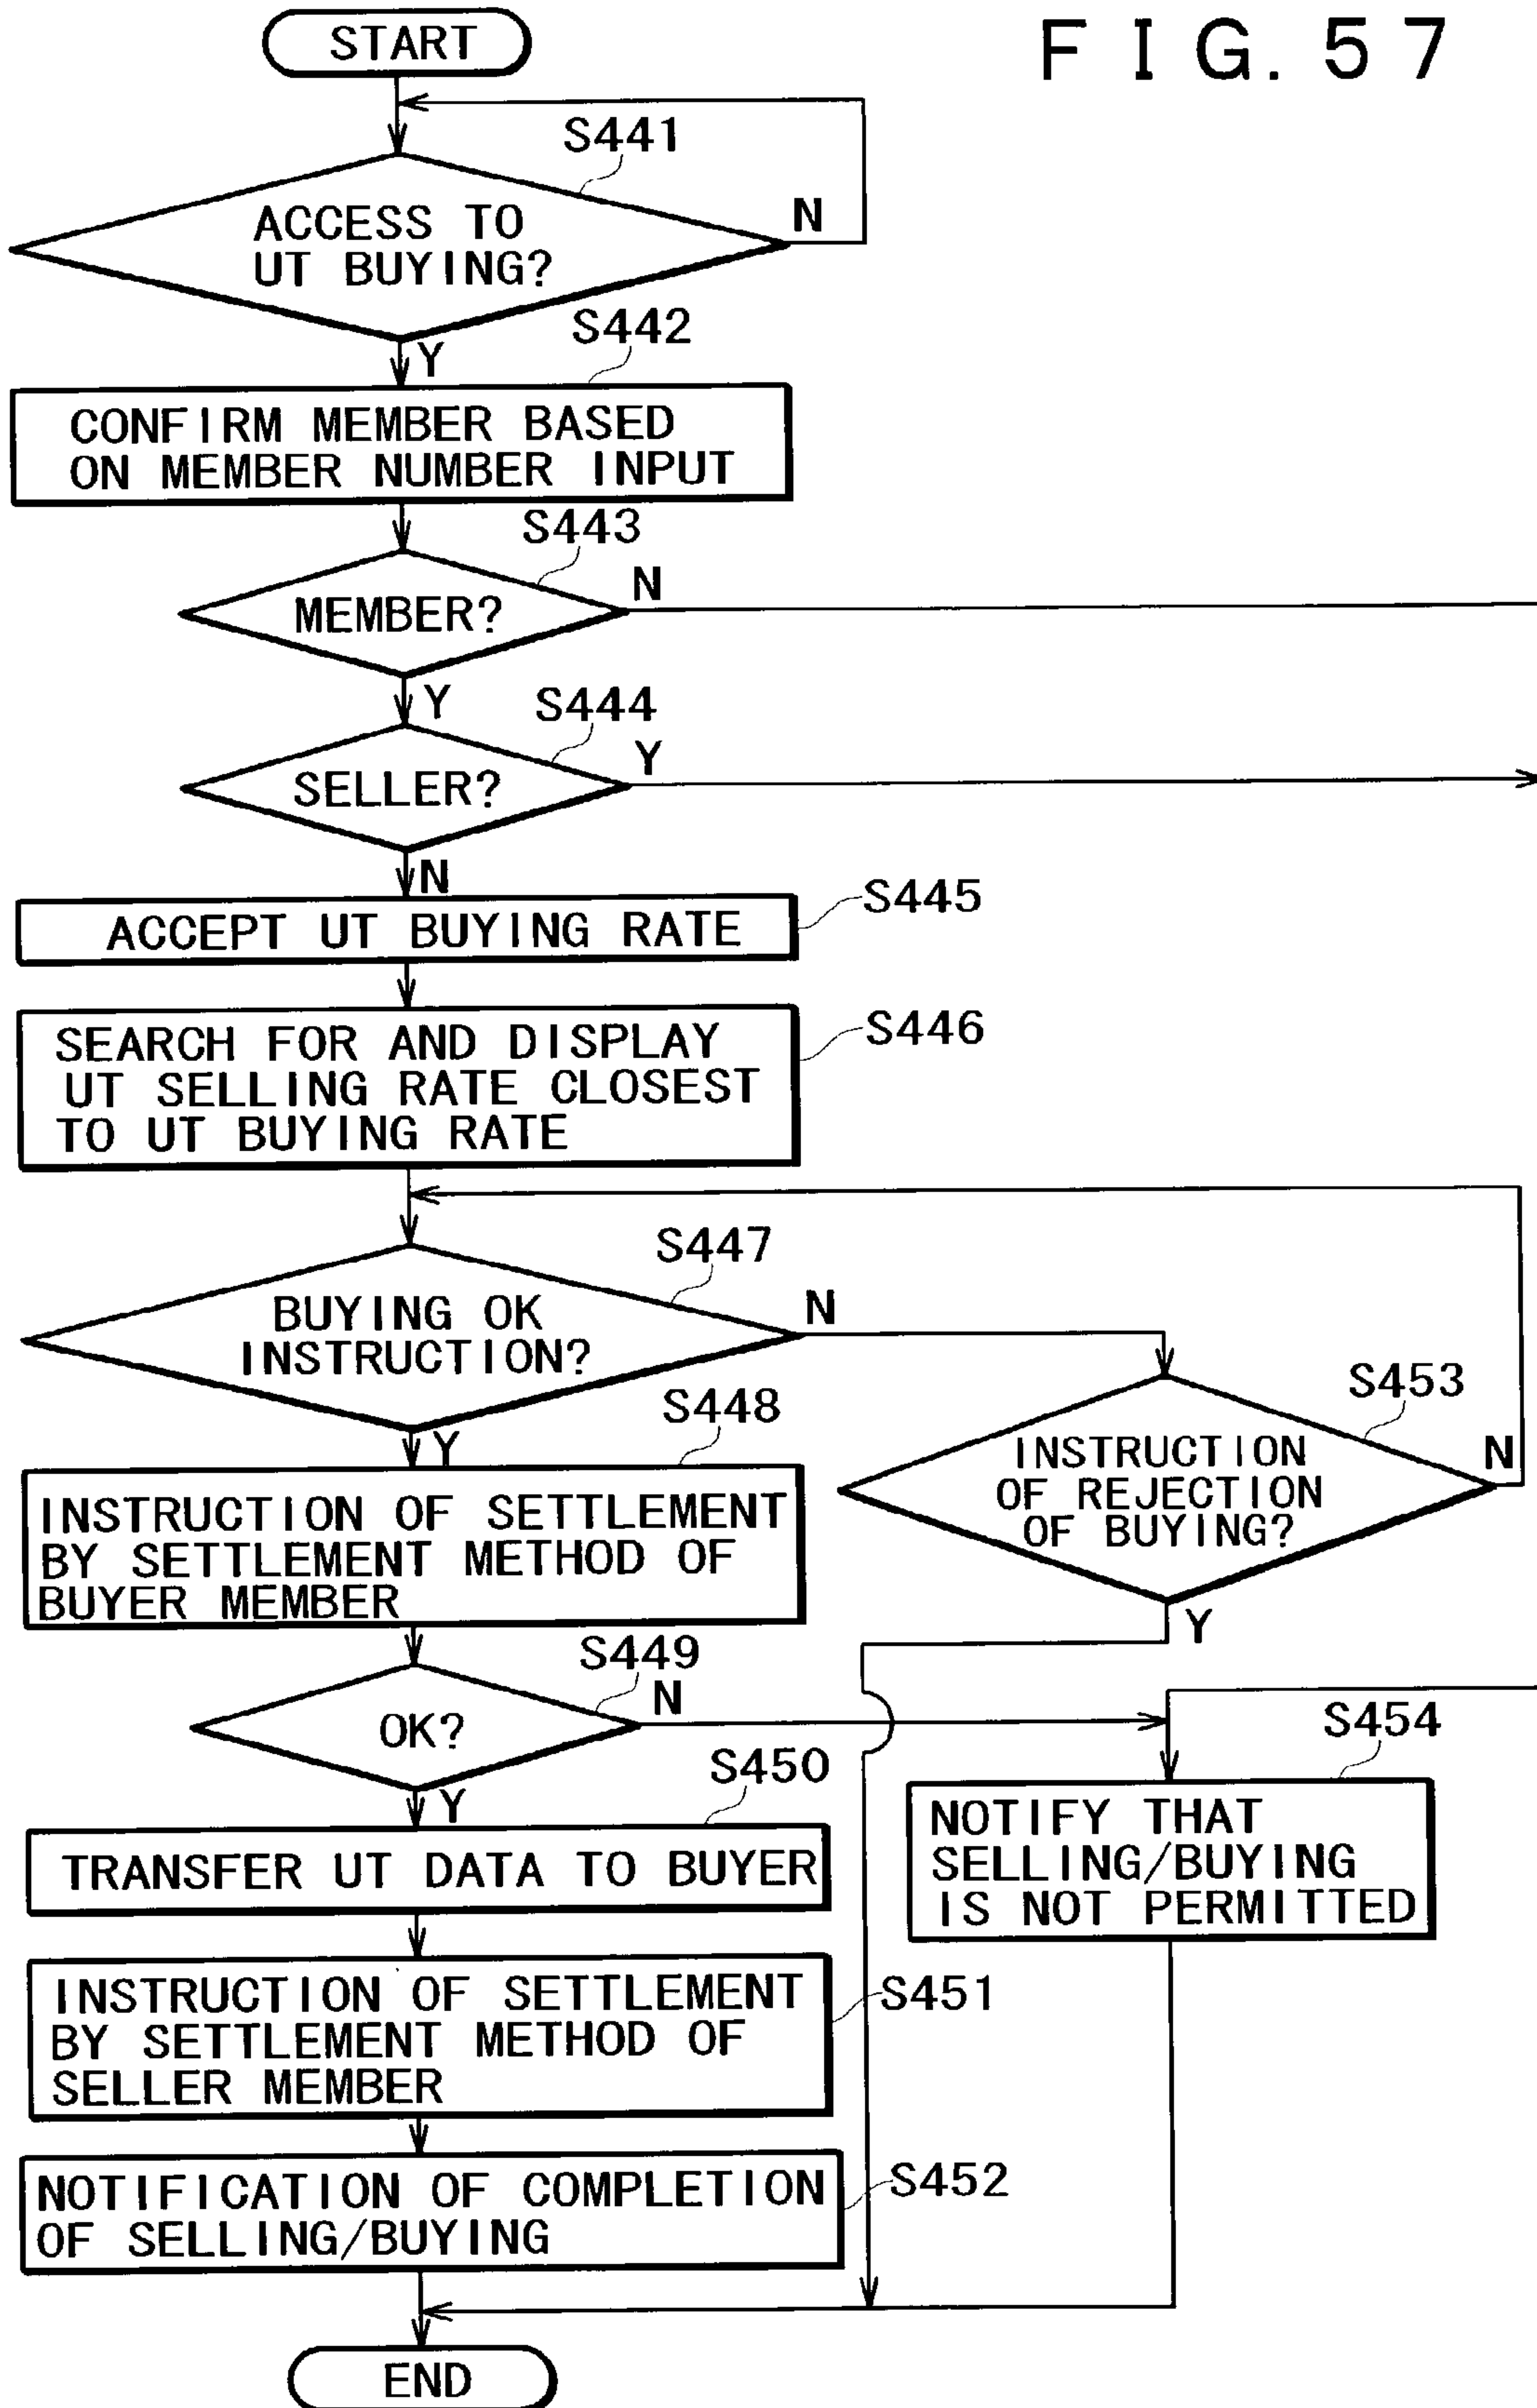 FIG. 57
START
S441
ACCESS TO
UT BUYING?
N
Y
S442
CONFIRM MEMBER BASED
ON MEMBER NUMBER INPUT
S443
MEMBER?
N
Y
S444
SELLER?
Y
N
S445
ACCEPT UT BUYING RATE
S446
SEARCH FOR AND DISPLAY
UT SELLING RATE CLOSEST
TO UT BUYING RATE
S447
BUYING OK
INSTRUCTION?
N
Y
S453
INSTRUCTION
OF REJECTION
OF BUYING?
N
Y
S448
INSTRUCTION OF SETTLEMENT
BY SETTLEMENT METHOD OF
BUYER MEMBER
S449
OK?
N
Y
S454
NOTIFY THAT
SELLING/BUYING
IS NOT PERMITTED
S450
TRANSFER UT DATA TO BUYER
S451
INSTRUCTION OF SETTLEMENT
BY SETTLEMENT METHOD OF
SELLER MEMBER
S452
NOTIFICATION OF COMPLETION
OF SELLING/BUYING
END